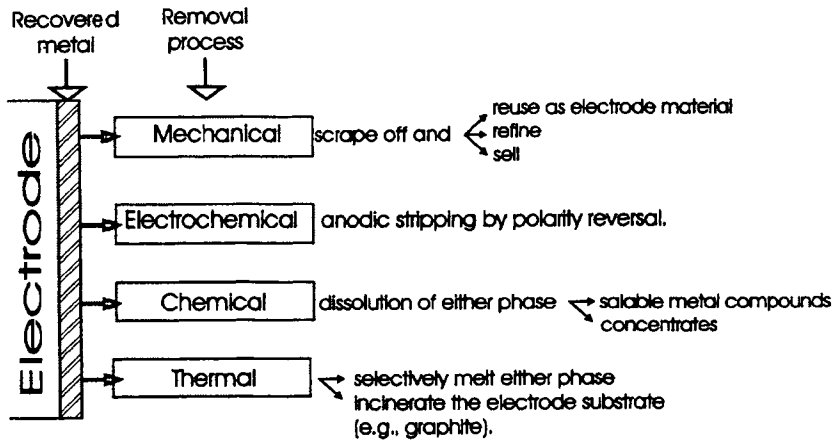 Recovered
metal
Removal
process
Electrode
Mechanical
scrape off and
reuse as electrode material
refine
sell
Electrochemical
anodic stripping by polarity reversal.
Chemical
dissolution of either phase
salable metal compounds
concentrates
Thermal
selectively melt either phase
incinerate the electrode substrate
(e.g., graphite).